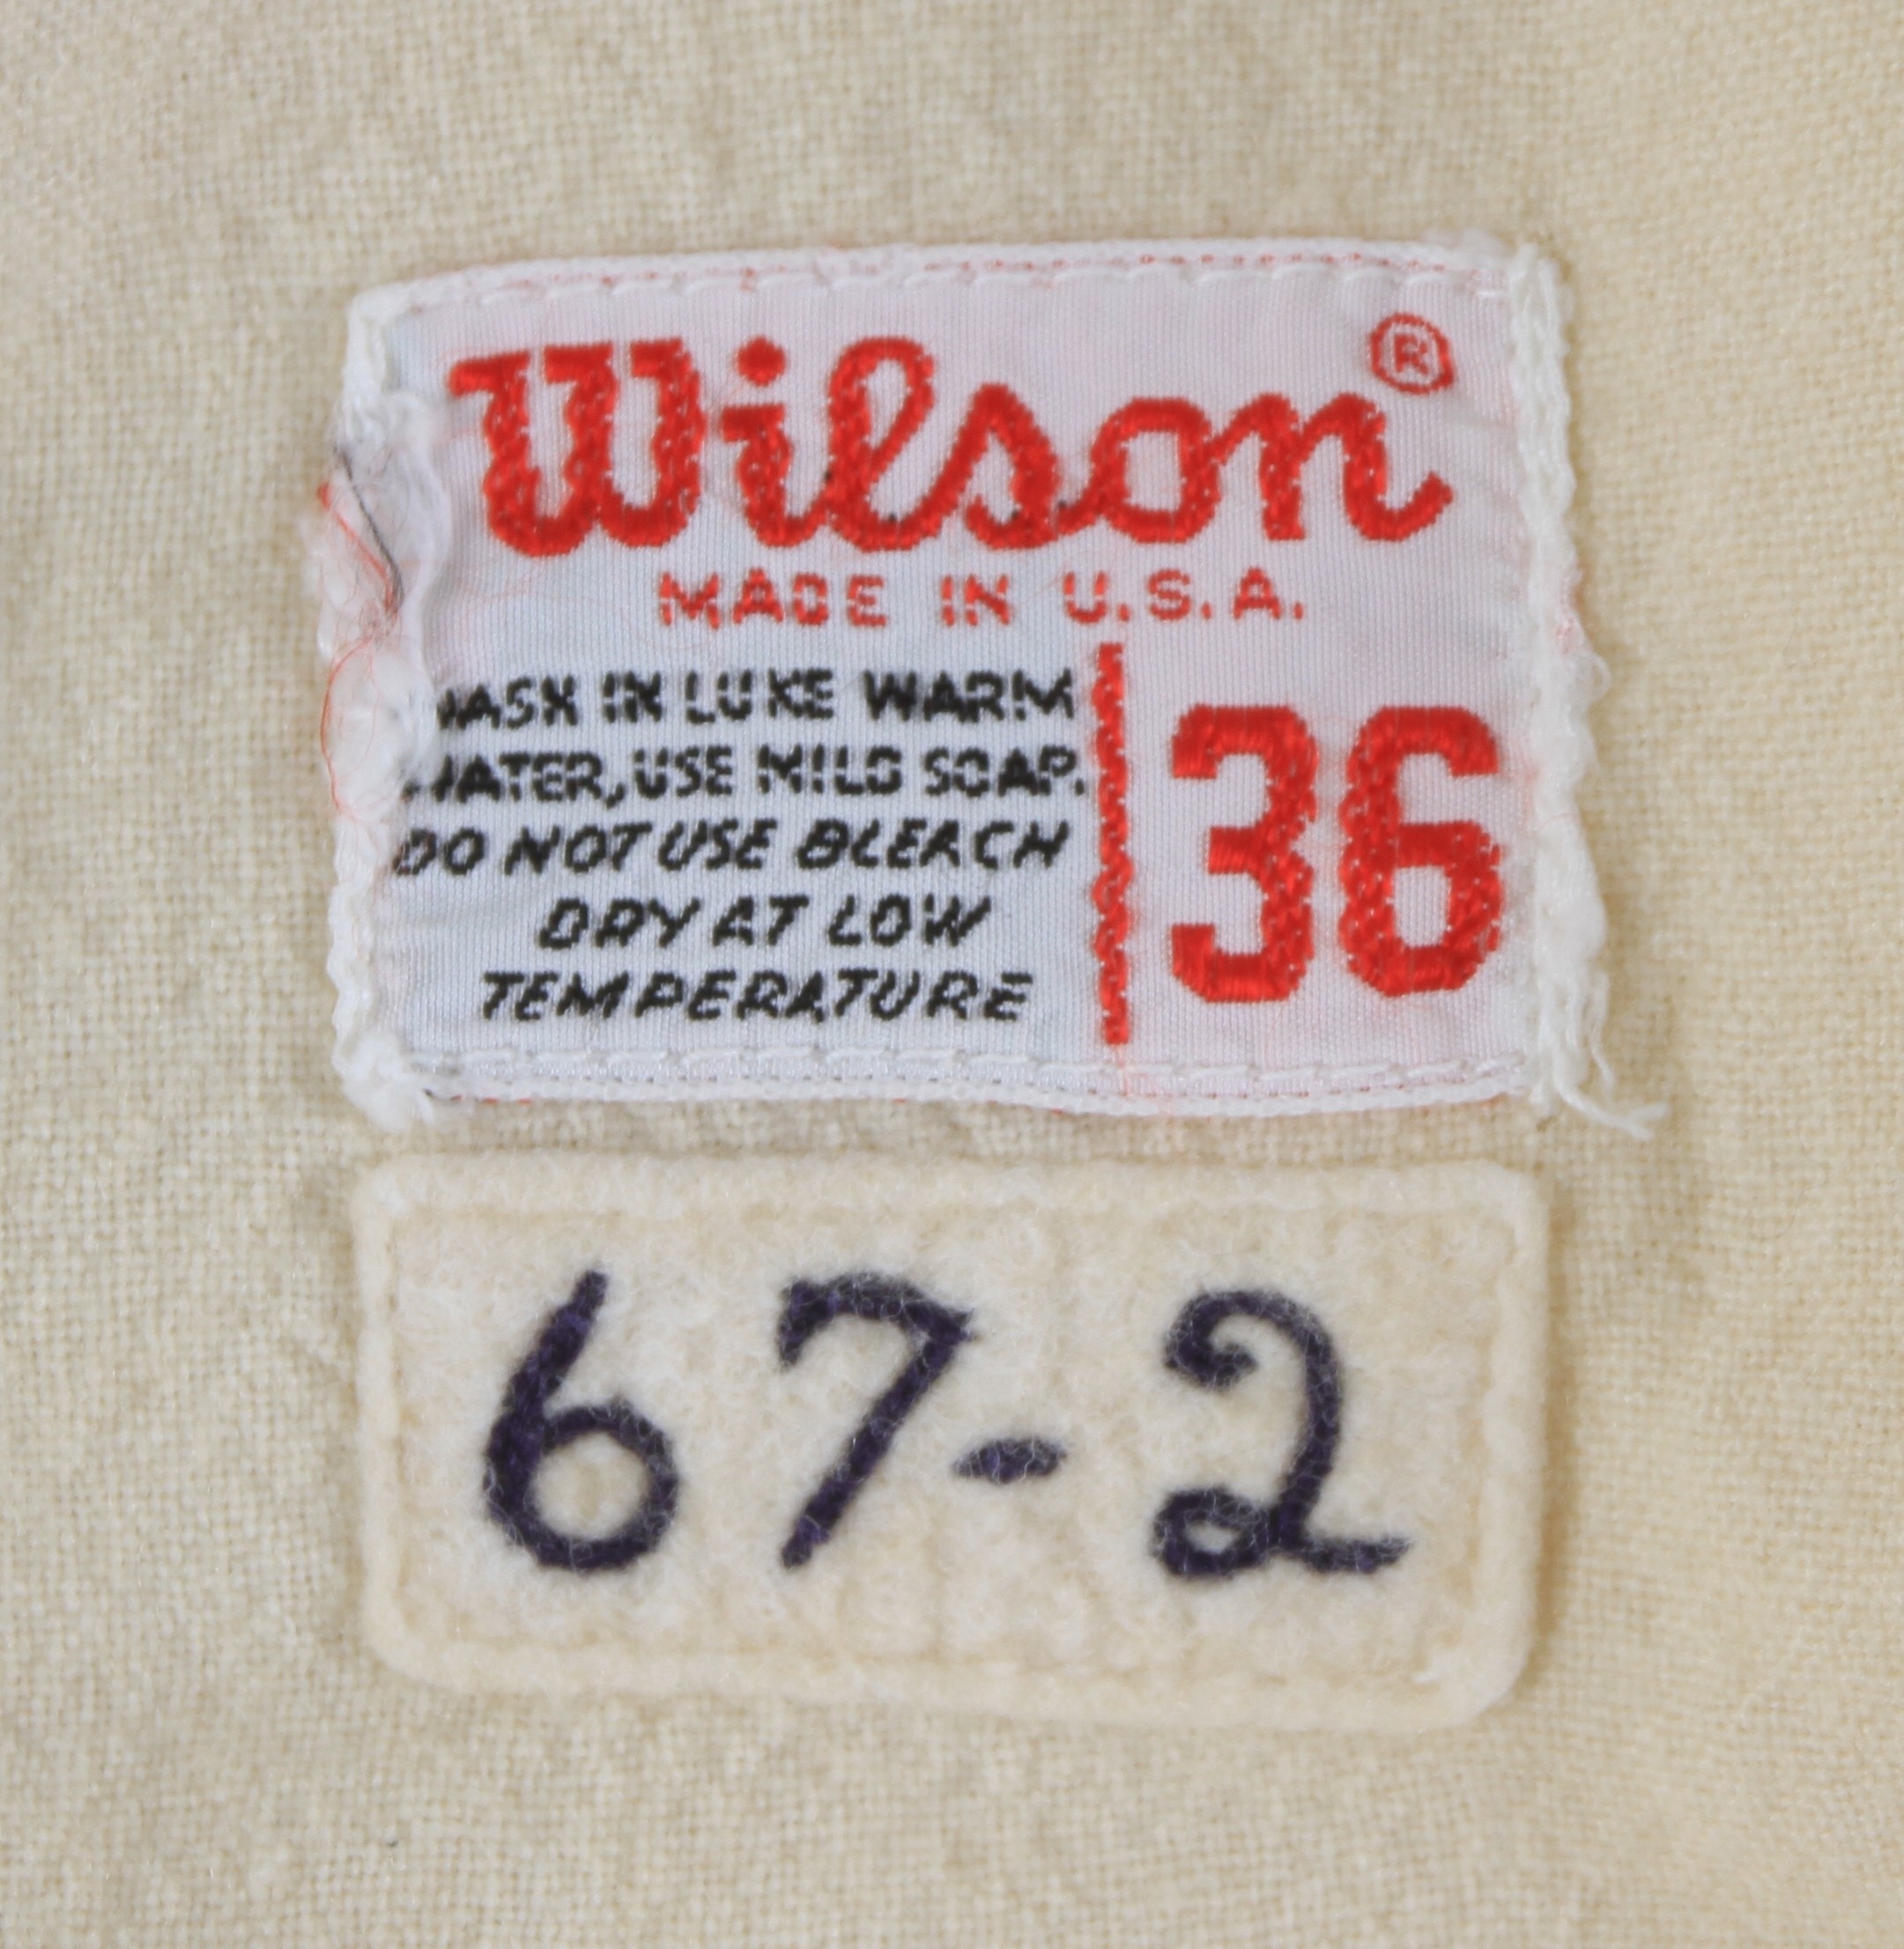 Wilson®
MADE IN U.S.A.
WASH IN LUKE WARM
WATER, USE MILD SOAP.
DO NOT USE BLEACH
DRY AT LOW
TEMPERATURE
36
67-2